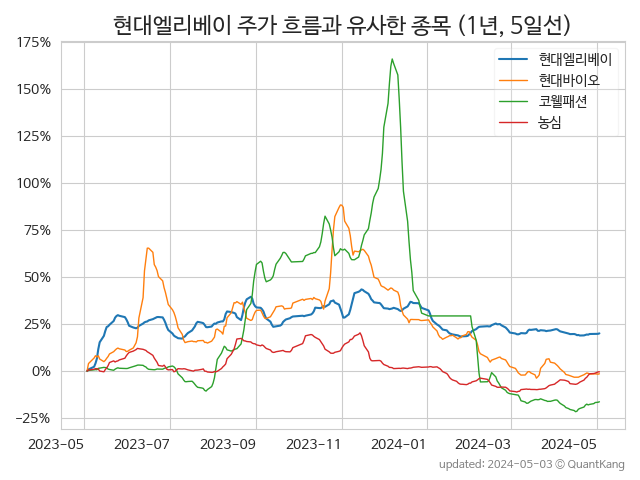 현대엘리베이 주가 흐름과 유사한 종목 (1년, 5일선)
175%
150%
125%
100%
75%
50%
25%
0%
−25%
현대엘리베이
현대바이오
코웰패션
농심
2023-05
2023-07
2023-09
2023-11
2024-01
2024-03
2024-05
updated: 2024-05-03 ⓒ QuantKang